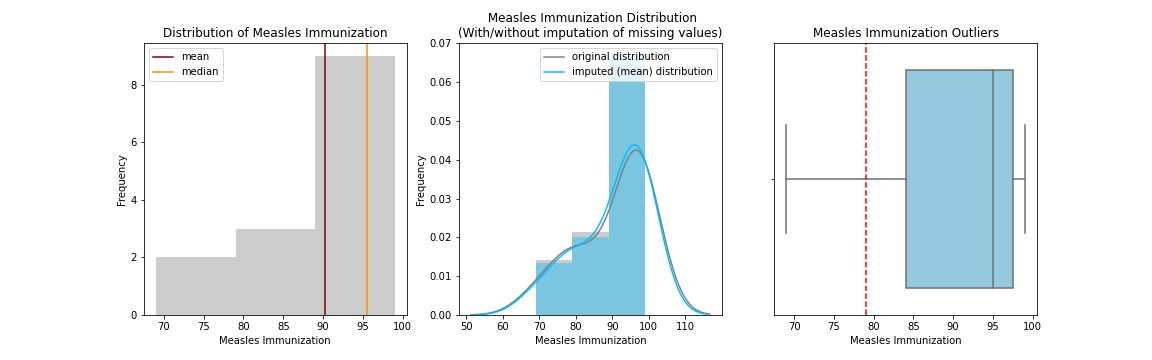 Distribution of Measles Immunization
mean
median
8
6
4
2
0
Frequency
70 75 80 85 90 95 100
Measles Immunization
Measles Immunization Distribution
(With/without imputation of missing values)
original distribution
imputed (mean) distribution
0.07
0.06
0.05
0.04
0.03
0.02
0.01
0.00
Frequency
50 60 70 80 90 100 110
Measles Immunization
Measles Immunization Outliers
70 75 80 85 90 95 100
Measles Immunization